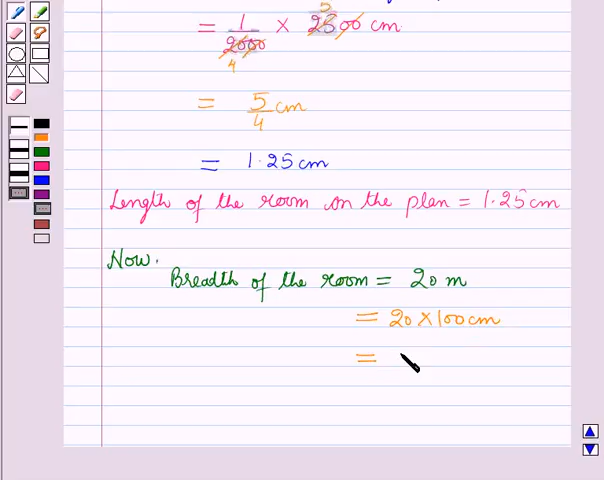 = 1/2000 × 2500 cm
5
4
= 5/4 cm
= 1.25 cm
Length of the room on the plan = 1.25 cm
Now,
Breadth of the room = 20 m
= 20 × 100 cm
=